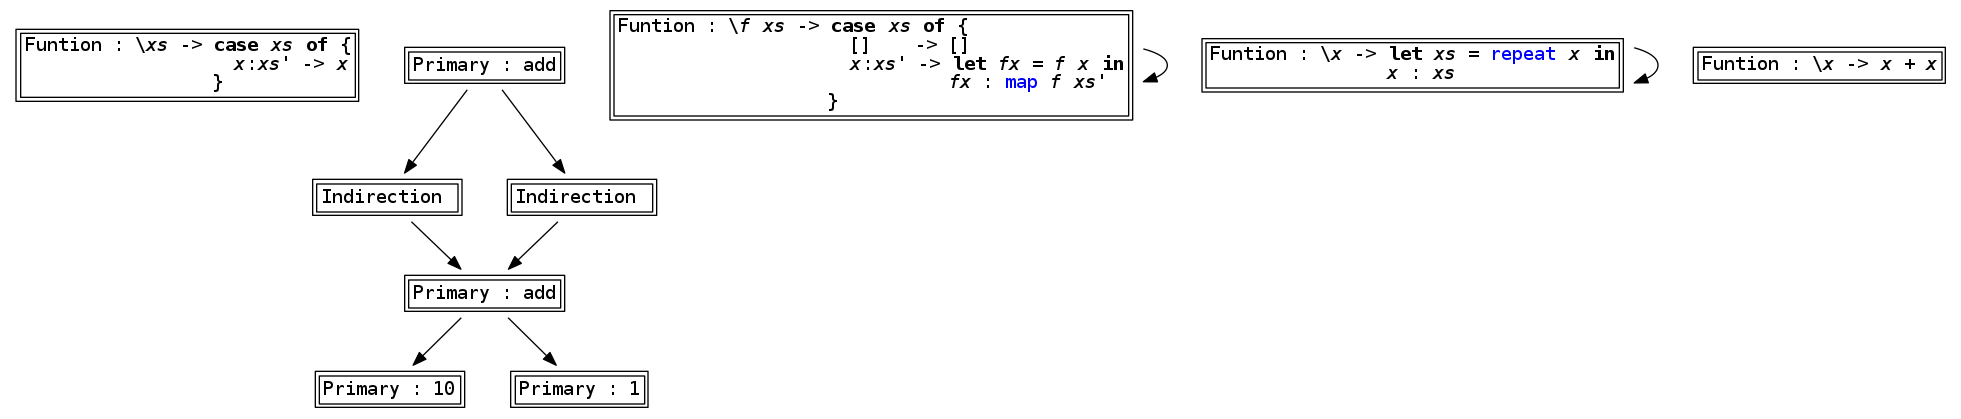 Funtion : \xs -> case xs of {
x:xs' -> x
}
Primary : add
Funtion : \f xs -> case xs of {
[] -> []
x:xs' -> let fx = f x in
fx : map f xs'
}
Funtion : \x -> let xs = repeat x in
x : xs
Funtion : \x -> x + x
Indirection
Indirection
Primary : add
Primary : 10
Primary : 1